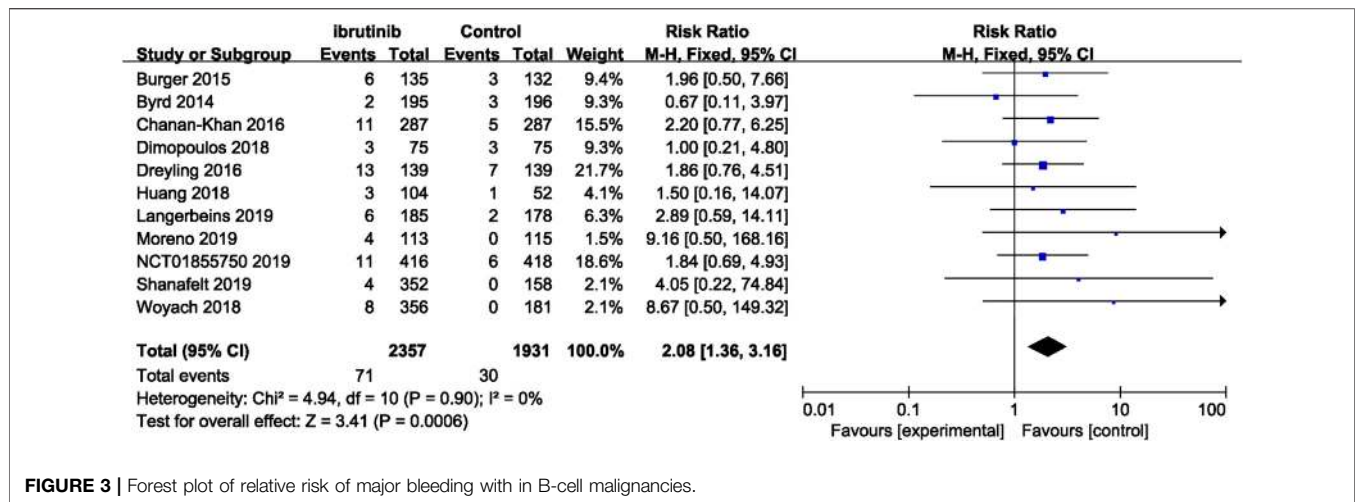 ibrutinib Control Risk Ratio Risk Ratio
Study or Subgroup Events Total Events Total Weight M-H, Fixed, 95% CI M-H, Fixed, 95% CI
Burger 2015 6 135 3 132 9.4% 1.96 [0.50, 7.66]
Byrd 2014 2 195 3 196 9.3% 0.67 [0.11, 3.97]
Chanan-Khan 2016 11 287 5 287 15.5% 2.20 [0.77, 6.25]
Dimopoulos 2018 3 75 3 75 9.3% 1.00 [0.21, 4.80]
Dreyling 2016 13 139 7 139 21.7% 1.86 [0.76, 4.51]
Huang 2018 3 104 1 52 4.1% 1.50 [0.16, 14.07]
Langerbeins 2019 6 185 2 178 6.3% 2.89 [0.59, 14.11]
Moreno 2019 4 113 0 115 1.5% 9.16 [0.50, 168.16]
NCT01855750 2019 11 416 6 418 18.6% 1.84 [0.69, 4.93]
Shanafelt 2019 4 352 0 158 2.1% 4.05 [0.22, 74.84]
Woyach 2018 8 356 0 181 2.1% 8.67 [0.50, 149.32]
Total (95% CI) 2357 1931 100.0% 2.08 [1.36, 3.16]
Total events 71 30
Heterogeneity: Chi² = 4.94, df = 10 (P = 0.90); I² = 0%
Test for overall effect: Z = 3.41 (P = 0.0006)
0.01 0.1 1 10 100
Favours [experimental] Favours [control]
FIGURE 3 | Forest plot of relative risk of major bleeding with in B-cell malignancies.